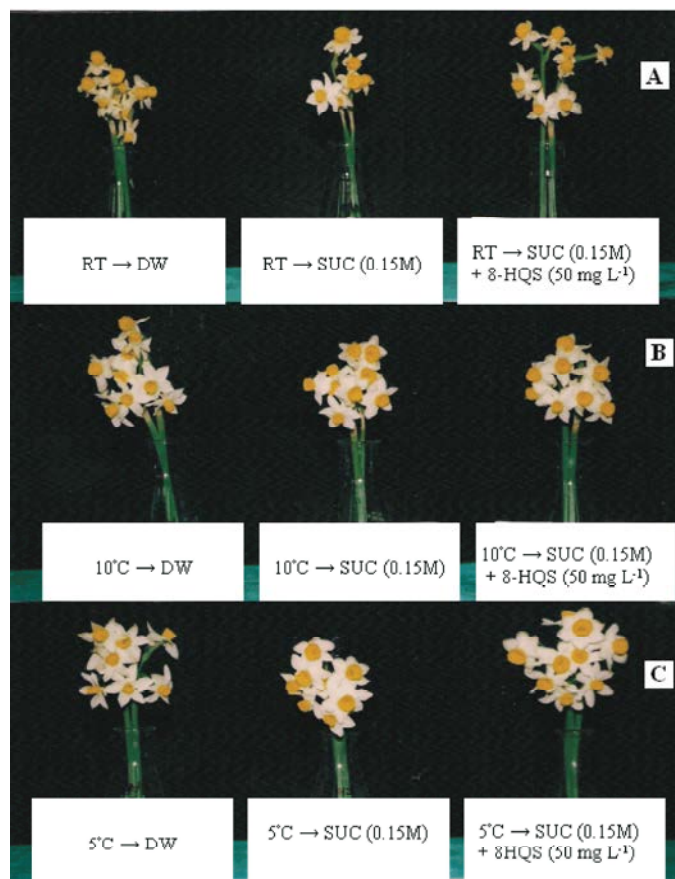 A
RT → DW
RT → SUC (0.15M)
RT → SUC (0.15M)
+ 8-HQS (50 mg L⁻¹)
B
10°C → DW
10°C → SUC (0.15M)
10°C → SUC (0.15M)
+ 8-HQS (50 mg L⁻¹)
C
5°C → DW
5°C → SUC (0.15M)
5°C → SUC (0.15M)
+ 8HQS (50 mg L⁻¹)